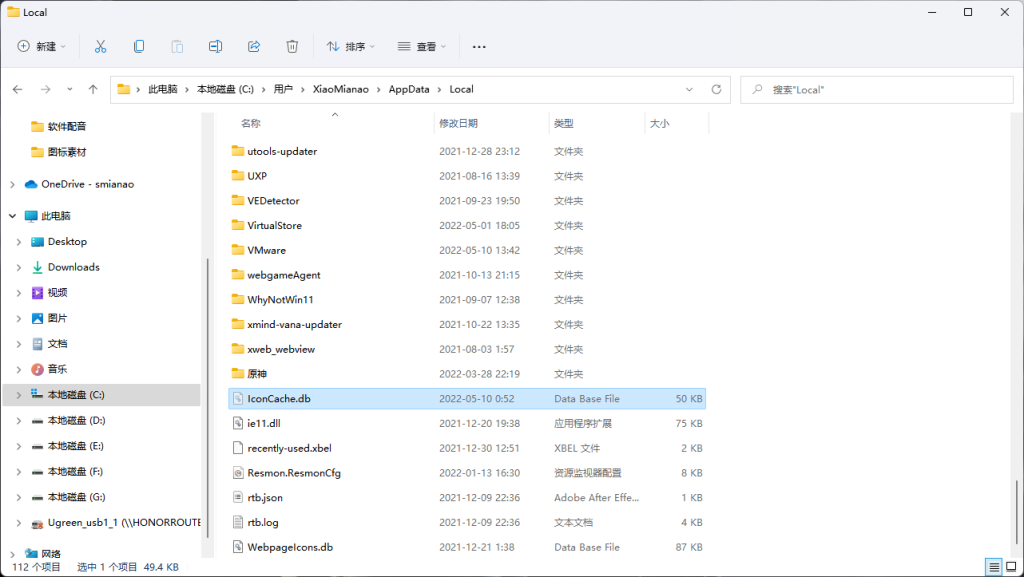 Local
新建
排序
查看
此电脑 › 本地磁盘 (C:) › 用户 › XiaoMianao › AppData › Local
搜索"Local"
软件配音
图标素材
OneDrive - smianao
此电脑
Desktop
Downloads
视频
图片
文档
音乐
本地磁盘 (C:)
本地磁盘 (D:)
本地磁盘 (E:)
本地磁盘 (F:)
本地磁盘 (G:)
Ugreen_usb1_1 (\\HONORROUTE
网络
名称 修改日期 类型 大小
utools-updater 2021-12-28 23:12 文件夹
UXP 2021-08-16 13:39 文件夹
VEDetector 2021-09-23 19:50 文件夹
VirtualStore 2022-05-01 18:05 文件夹
VMware 2022-05-10 13:42 文件夹
webgameAgent 2021-10-13 21:15 文件夹
WhyNotWin11 2021-09-07 12:38 文件夹
xmind-vana-updater 2021-10-22 13:35 文件夹
xweb_webview 2021-08-03 1:57 文件夹
原神 2022-03-28 22:19 文件夹
IconCache.db 2022-05-10 0:52 Data Base File 50 KB
ie11.dll 2021-12-20 19:38 应用程序扩展 75 KB
recently-used.xbel 2021-12-30 12:51 XBEL 文件 2 KB
Resmon.ResmonCfg 2022-01-13 16:30 资源监视器配置 8 KB
rtb.json 2021-12-09 22:36 Adobe After Effe... 1 KB
rtb.log 2021-12-09 22:36 文本文档 4 KB
WebpageIcons.db 2021-12-21 1:38 Data Base File 87 KB
112 个项目 选中 1 个项目 49.4 KB